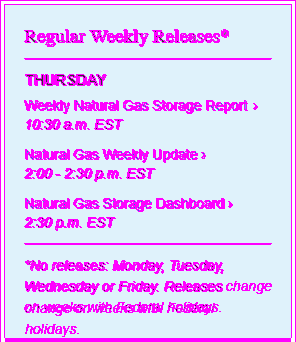 Regular Weekly Releases*
THURSDAY
Weekly Natural Gas Storage Report ›
10:30 a.m. EST
Natural Gas Weekly Update ›
2:00 - 2:30 p.m. EST
Natural Gas Storage Dashboard ›
2:30 p.m. EST
*No releases: Monday, Tuesday,
Wednesday or Friday. Releases change
on weeks with Federal holidays.
holidays.